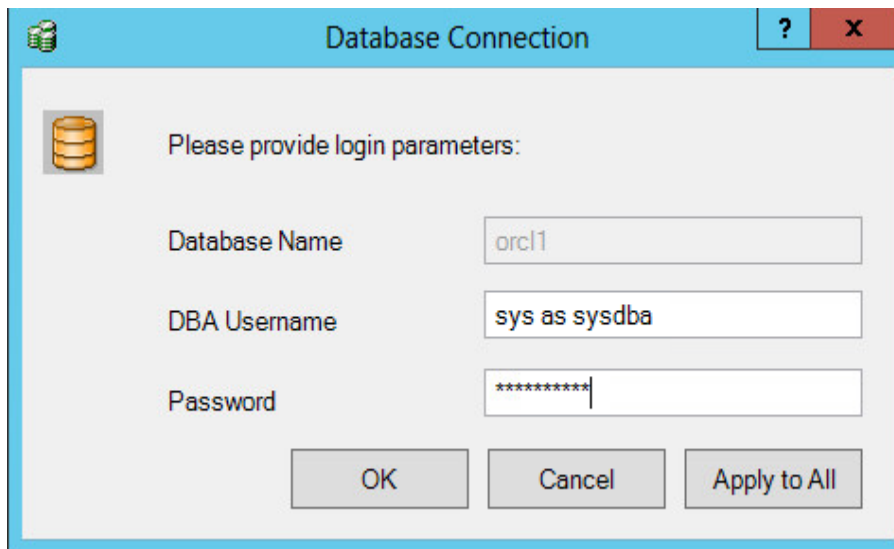 Database Connection
? x
Please provide login parameters:
Database Name orcl1
DBA Username sys as sysdba
Password **********
OK Cancel Apply to All